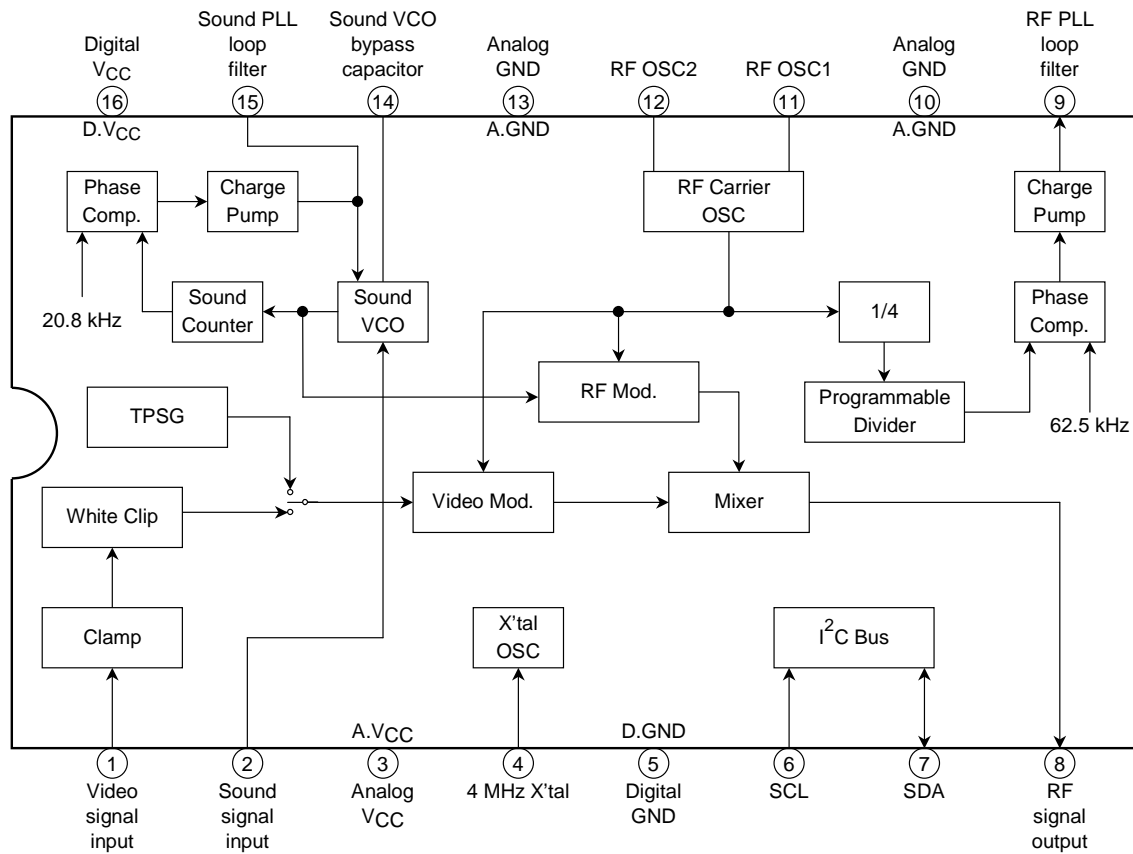 Digital
VCC
Sound PLL
loop
filter
Sound VCO
bypass
capacitor
Analog
GND
RF OSC2
RF OSC1
Analog
GND
RF PLL
loop
filter
16
15
14
13
12
11
10
9
D.VCC
A.GND
A.GND
Phase
Comp.
Charge
Pump
RF Carrier
OSC
Charge
Pump
20.8 kHz
Sound
Counter
Sound
VCO
1/4
Phase
Comp.
TPSG
RF Mod.
Programmable
Divider
62.5 kHz
White Clip
Video Mod.
Mixer
Clamp
X'tal
OSC
I2C Bus
A.VCC
D.GND
1
2
3
4
5
6
7
8
Video
signal
input
Sound
signal
input
Analog
VCC
4 MHz X'tal
Digital
GND
SCL
SDA
RF
signal
output